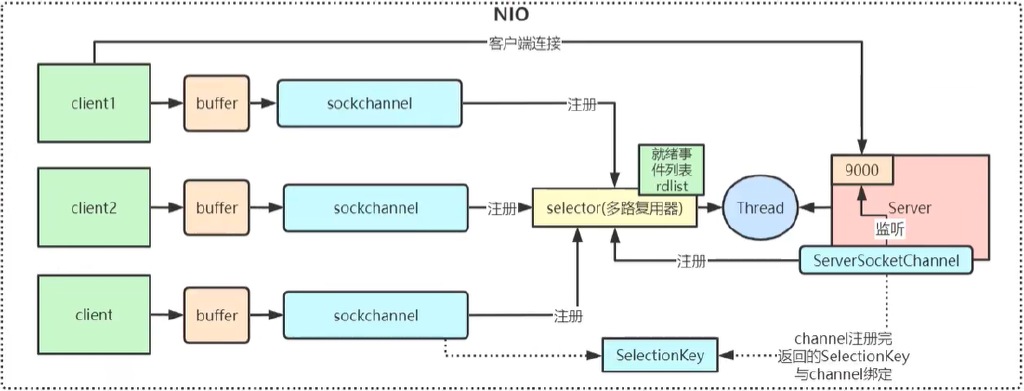 NIO
客户端连接
client1
buffer
sockchannel
注册
就绪事
件列表
rdlist
9000
client2
buffer
sockchannel
注册
selector(多路复用器)
Thread
Server
监听
注册
ServerSocketChannel
client
buffer
sockchannel
注册
SelectionKey
channel注册完
返回的SelectionKey
与channel绑定